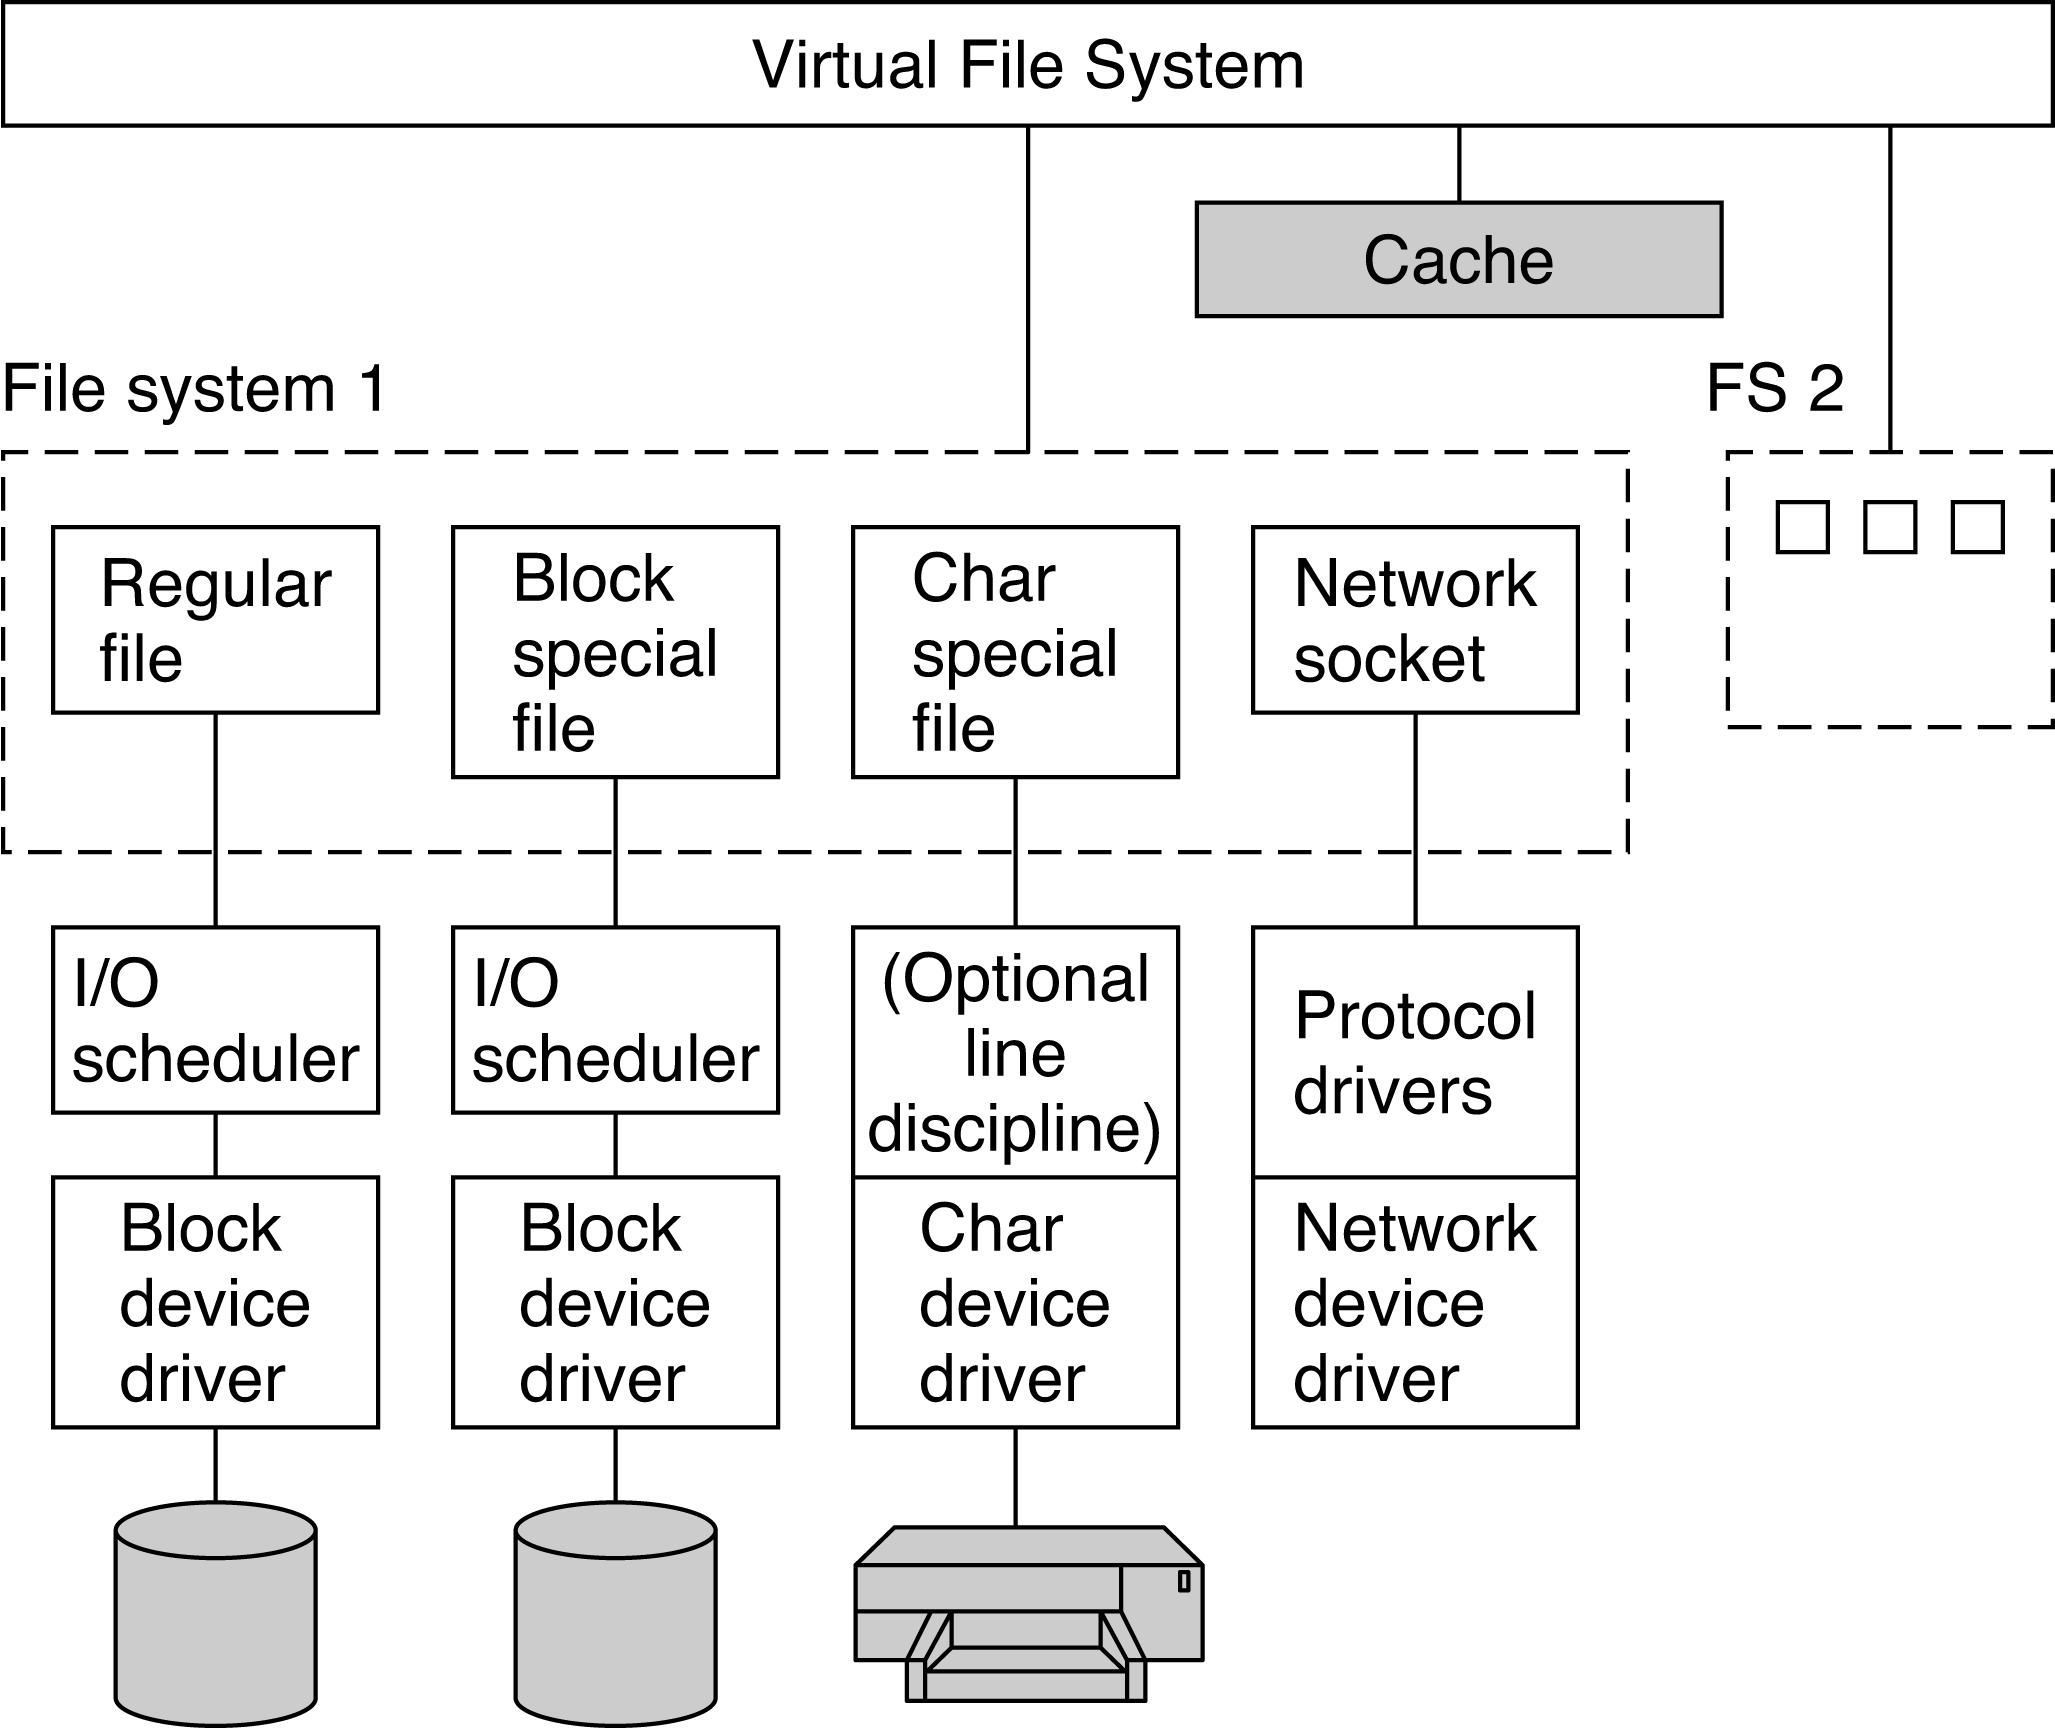 Virtual File System
Cache
File system 1
FS 2
Regular
file
Block
special
file
Char
special
file
Network
socket
I/O
scheduler
I/O
scheduler
(Optional
line
discipline)
Protocol
drivers
Block
device
driver
Block
device
driver
Char
device
driver
Network
device
driver